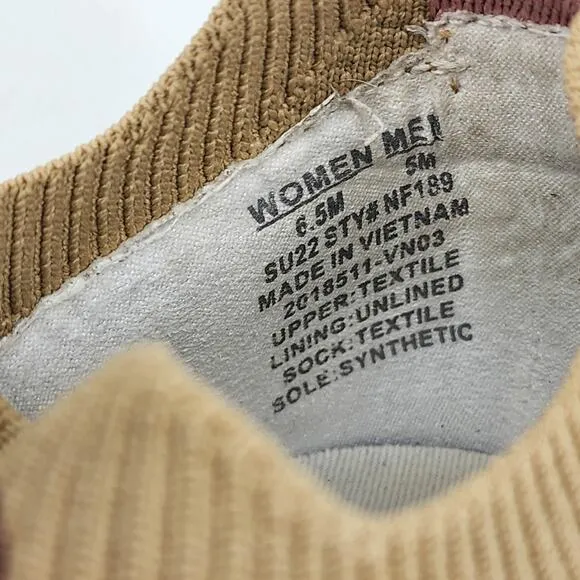 WOMEN MEN
6.5M 5M
SU22 STY# NF189
MADE IN VIETNAM
2018511-VN03
UPPER:TEXTILE
LINING:UNLINED
SOCK:TEXTILE
SOLE:SYNTHETIC